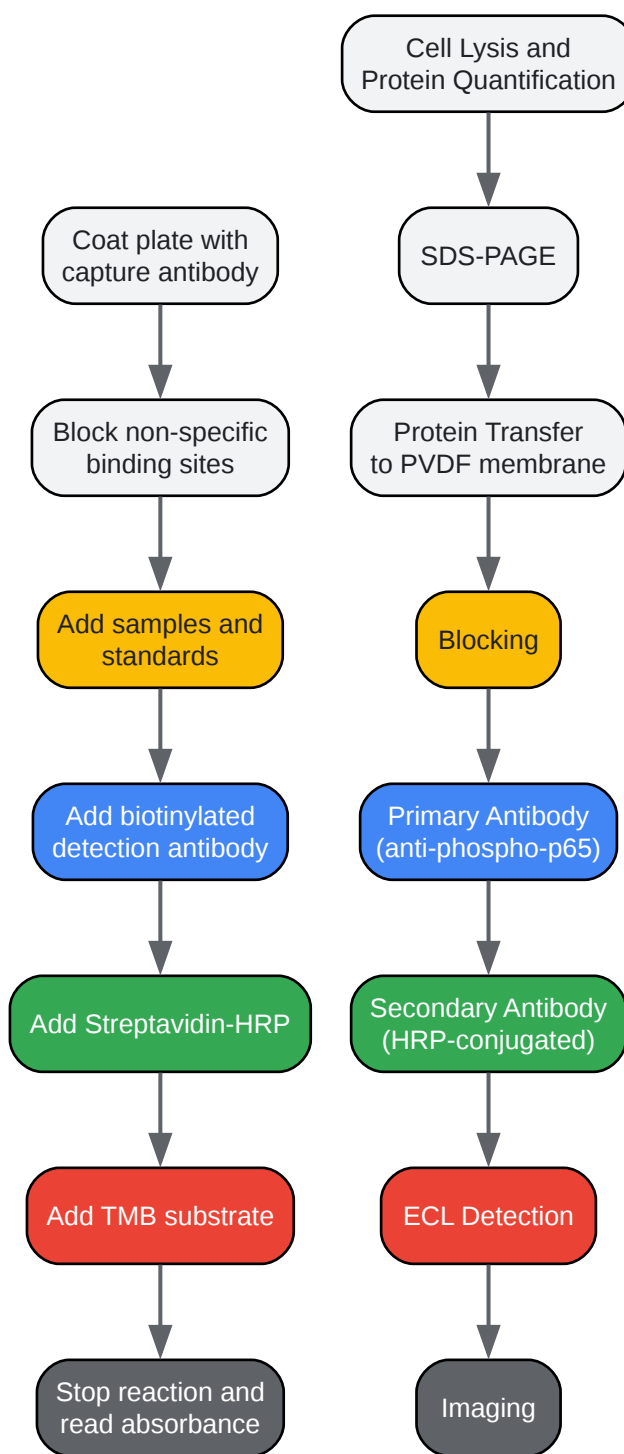 Cell Lysis and
Protein Quantification
Coat plate with
capture antibody
SDS-PAGE
Block non-specific
binding sites
Protein Transfer
to PVDF membrane
Add samples and
standards
Blocking
Add biotinylated
detection antibody
Primary Antibody
(anti-phospho-p65)
Add Streptavidin-HRP
Secondary Antibody
(HRP-conjugated)
Add TMB substrate
ECL Detection
Stop reaction and
read absorbance
Imaging